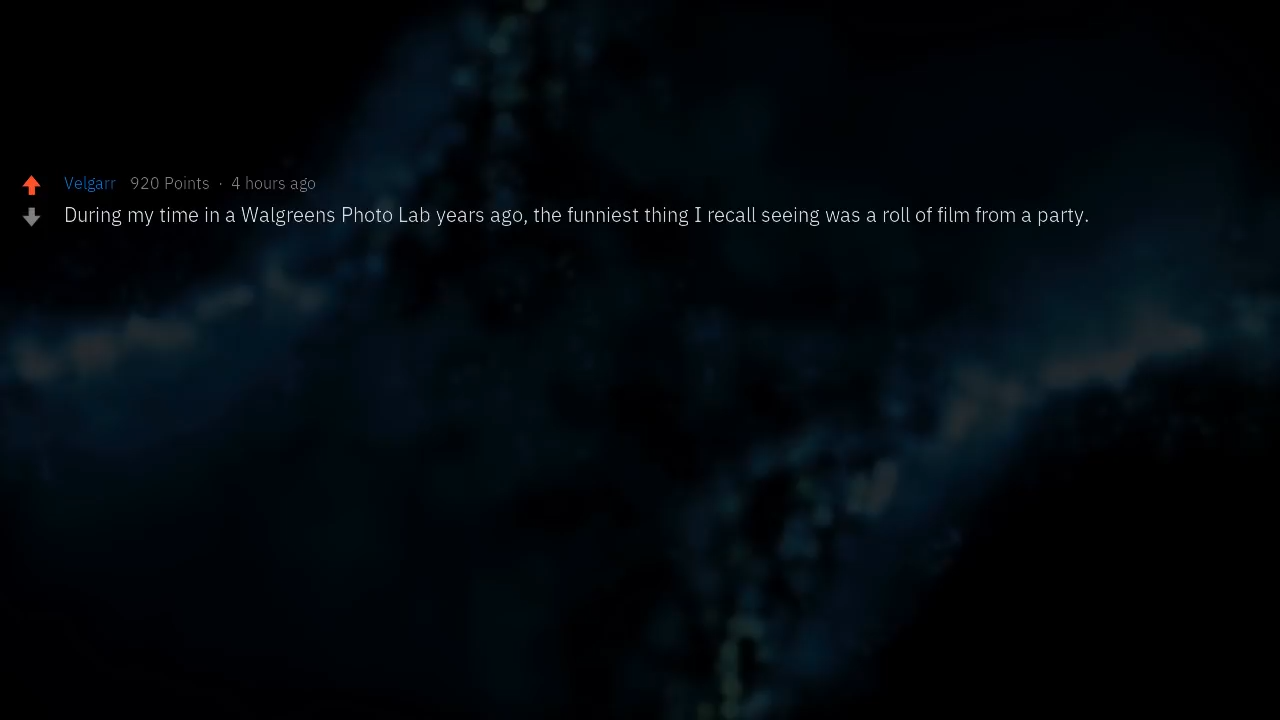 Velgarr 920 Points · 4 hours ago
During my time in a Walgreens Photo Lab years ago, the funniest thing I recall seeing was a roll of film from a party.